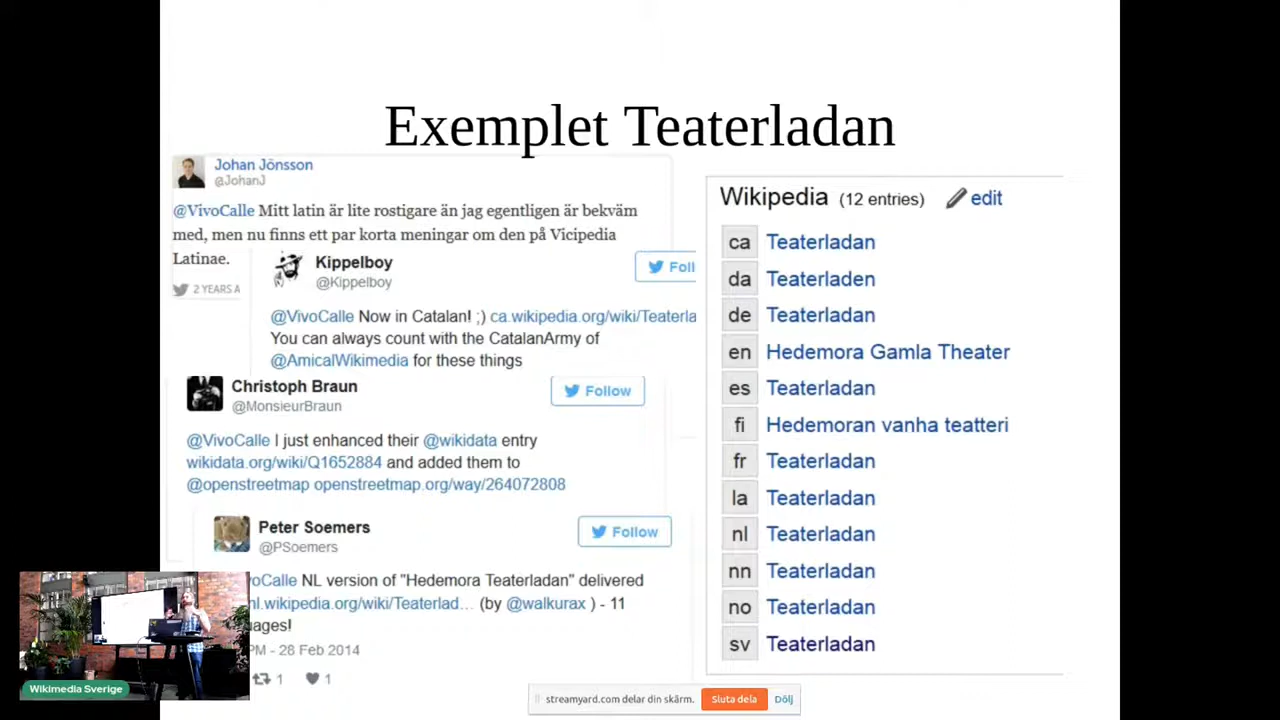 Exemplet Teaterladan
Johan Jönsson
@JohanJ
@VivoCalle Mitt latin är lite rostigare än jag egentligen är bekväm
med, men nu finns ett par korta meningar om den på Vicipedia
Latinae.
2 YEARS A
Kippelboy
@Kippelboy
Foll
@VivoCalle Now in Catalan! ;) ca.wikipedia.org/wiki/Teaterla
You can always count with the CatalanArmy of
@AmicalWikimedia for these things
Christoph Braun
@MonsieurBraun
Follow
@VivoCalle I just enhanced their @wikidata entry
wikidata.org/wiki/Q1652884 and added them to
@openstreetmap openstreetmap.org/way/264072808
Peter Soemers
@PSoemers
Follow
voCalle NL version of "Hedemora Teaterladan" delivered
nl.wikipedia.org/wiki/Teaterlad… (by @walkurax ) - 11
ages!
PM - 28 Feb 2014
1 1
Wikipedia (12 entries) edit
ca Teaterladan
da Teaterladen
de Teaterladan
en Hedemora Gamla Theater
es Teaterladan
fi Hedemoran vanha teatteri
fr Teaterladan
la Teaterladan
nl Teaterladan
nn Teaterladan
no Teaterladan
sv Teaterladan
Wikimedia Sverige
streamyard.com delar din skärm. Sluta dela Dölj